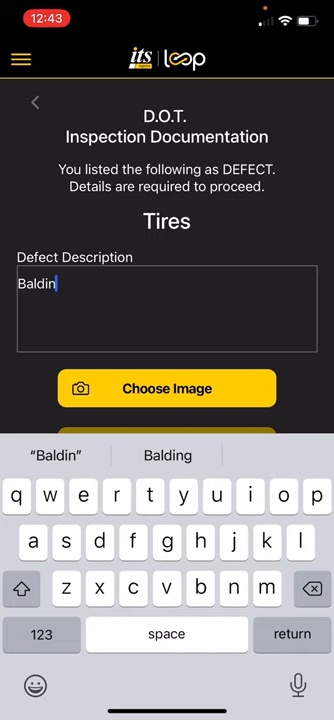 12:43
its
loop
D.O.T.
Inspection Documentation
You listed the following as DEFECT.
Details are required to proceed.
Tires
Defect Description
Baldin
Choose Image
“Baldin” Balding
q w e r t y u i o p
a s d f g h j k l
z x c v b n m
123 space return